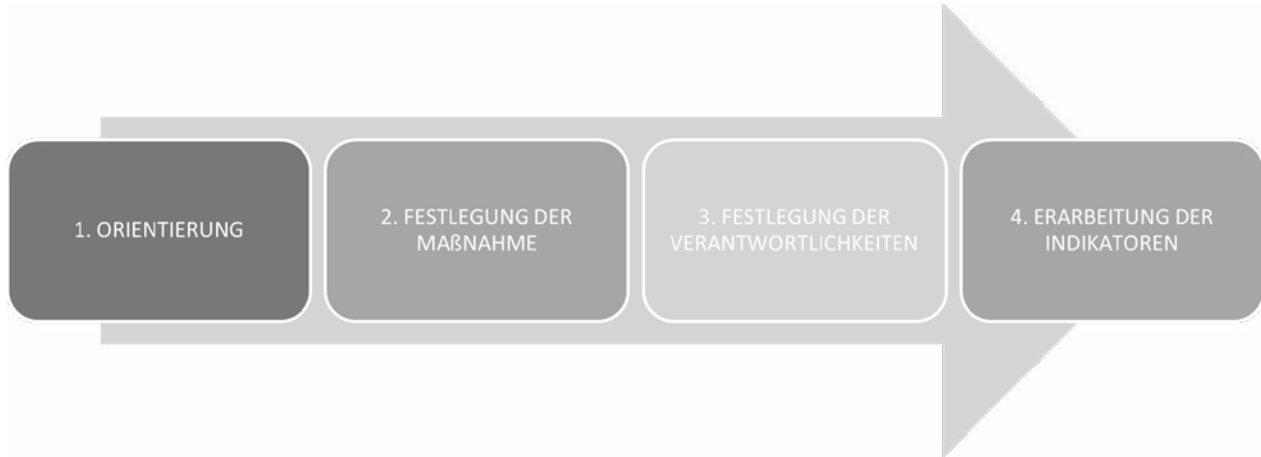 1. ORIENTIERUNG
2. FESTLEGUNG DER
MAßNAHME
3. FESTLEGUNG DER
VERANTWORTLICHKEITEN
4. ERARBEITUNG DER
INDIKATOREN